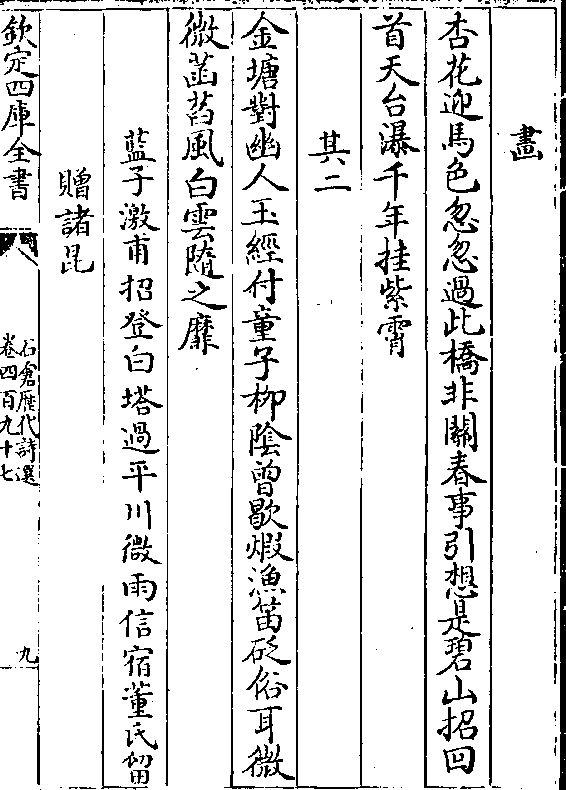 畫
杏花迎馬色忽忽過此橋非關春事引想是碧山招回
首天台瀑千年挂紫霄
其二
金塘對幽人玉經付童子栁陰曽歇煆漁笛砭俗耳微
微菡萏風白雲隨之靡
藍子激甫招登白塔過平川微雨信宿董氏留
贈諸昆
欽定四庫全書
石倉歴代詩選
卷四百九十七
九